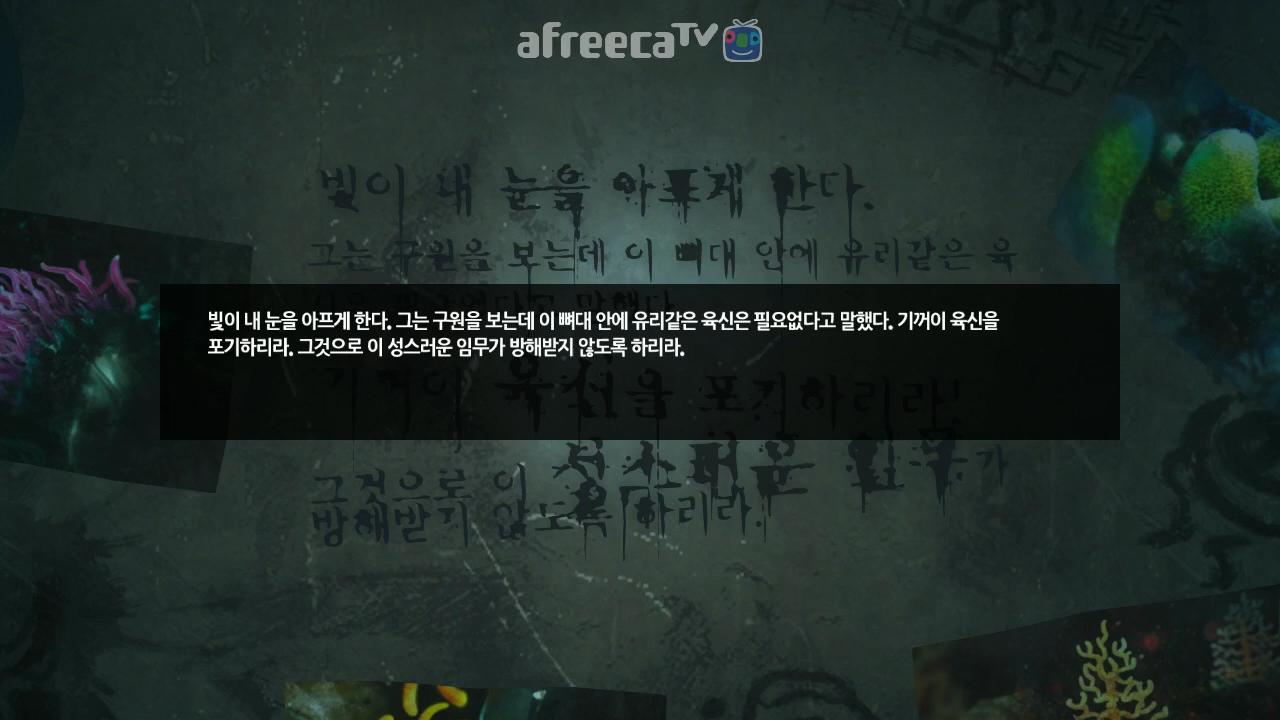 afreecaTV
빛이 내 눈을 아프게 한다.
그는 구원을 보는데 이 뼈대 안에 유리같은 육
빛이 내 눈을 아프게 한다. 그는 구원을 보는데 이 뼈대 안에 유리같은 육신은 필요없다고 말했다. 기꺼이 육신을
포기하리라. 그것으로 이 성스러운 임무가 방해받지 않도록 하리라.
기꺼이 육신을 포기하리라!
그것으로 이 성스러운 임무가
방해받지 않도록 하리라.